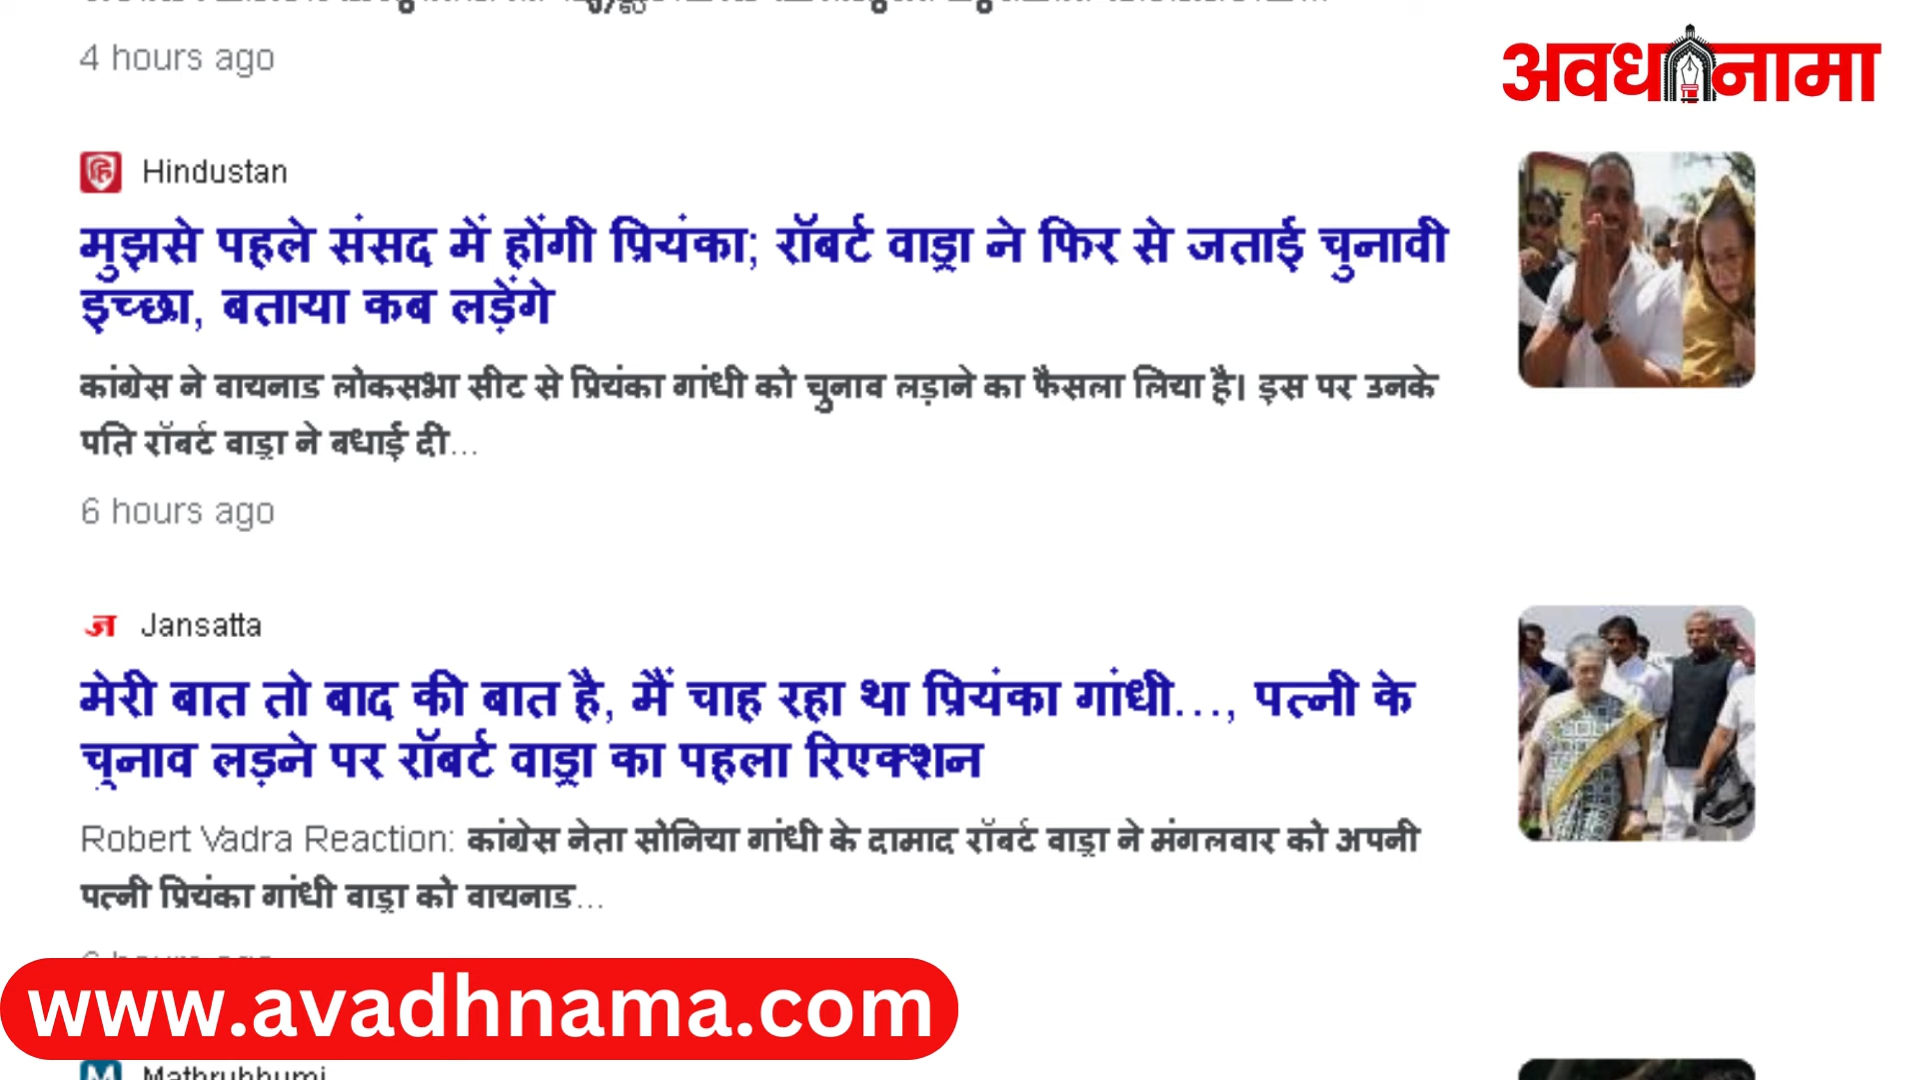 4 hours ago
अवधनामा
Hindustan
मुझसे पहले संसद में होंगी प्रियंका; रॉबर्ट वाड्रा ने फिर से जताई चुनावी
इच्छा, बताया कब लड़ेंगे
कांग्रेस ने वायनाड लोकसभा सीट से प्रियंका गांधी को चुनाव लड़ाने का फैसला लिया है। इस पर उनके
पति रॉबर्ट वाड्रा ने बधाई दी...
6 hours ago
ज Jansatta
मेरी बात तो बाद की बात है, मैं चाह रहा था प्रियंका गांधी…, पत्नी के
चुनाव लड़ने पर रॉबर्ट वाड्रा का पहला रिएक्शन
Robert Vadra Reaction: कांग्रेस नेता सोनिया गांधी के दामाद रॉबर्ट वाड्रा ने मंगलवार को अपनी
पत्नी प्रियंका गांधी वाड्रा को वायनाड...
www.avadhnama.com
M Mathrubhumi